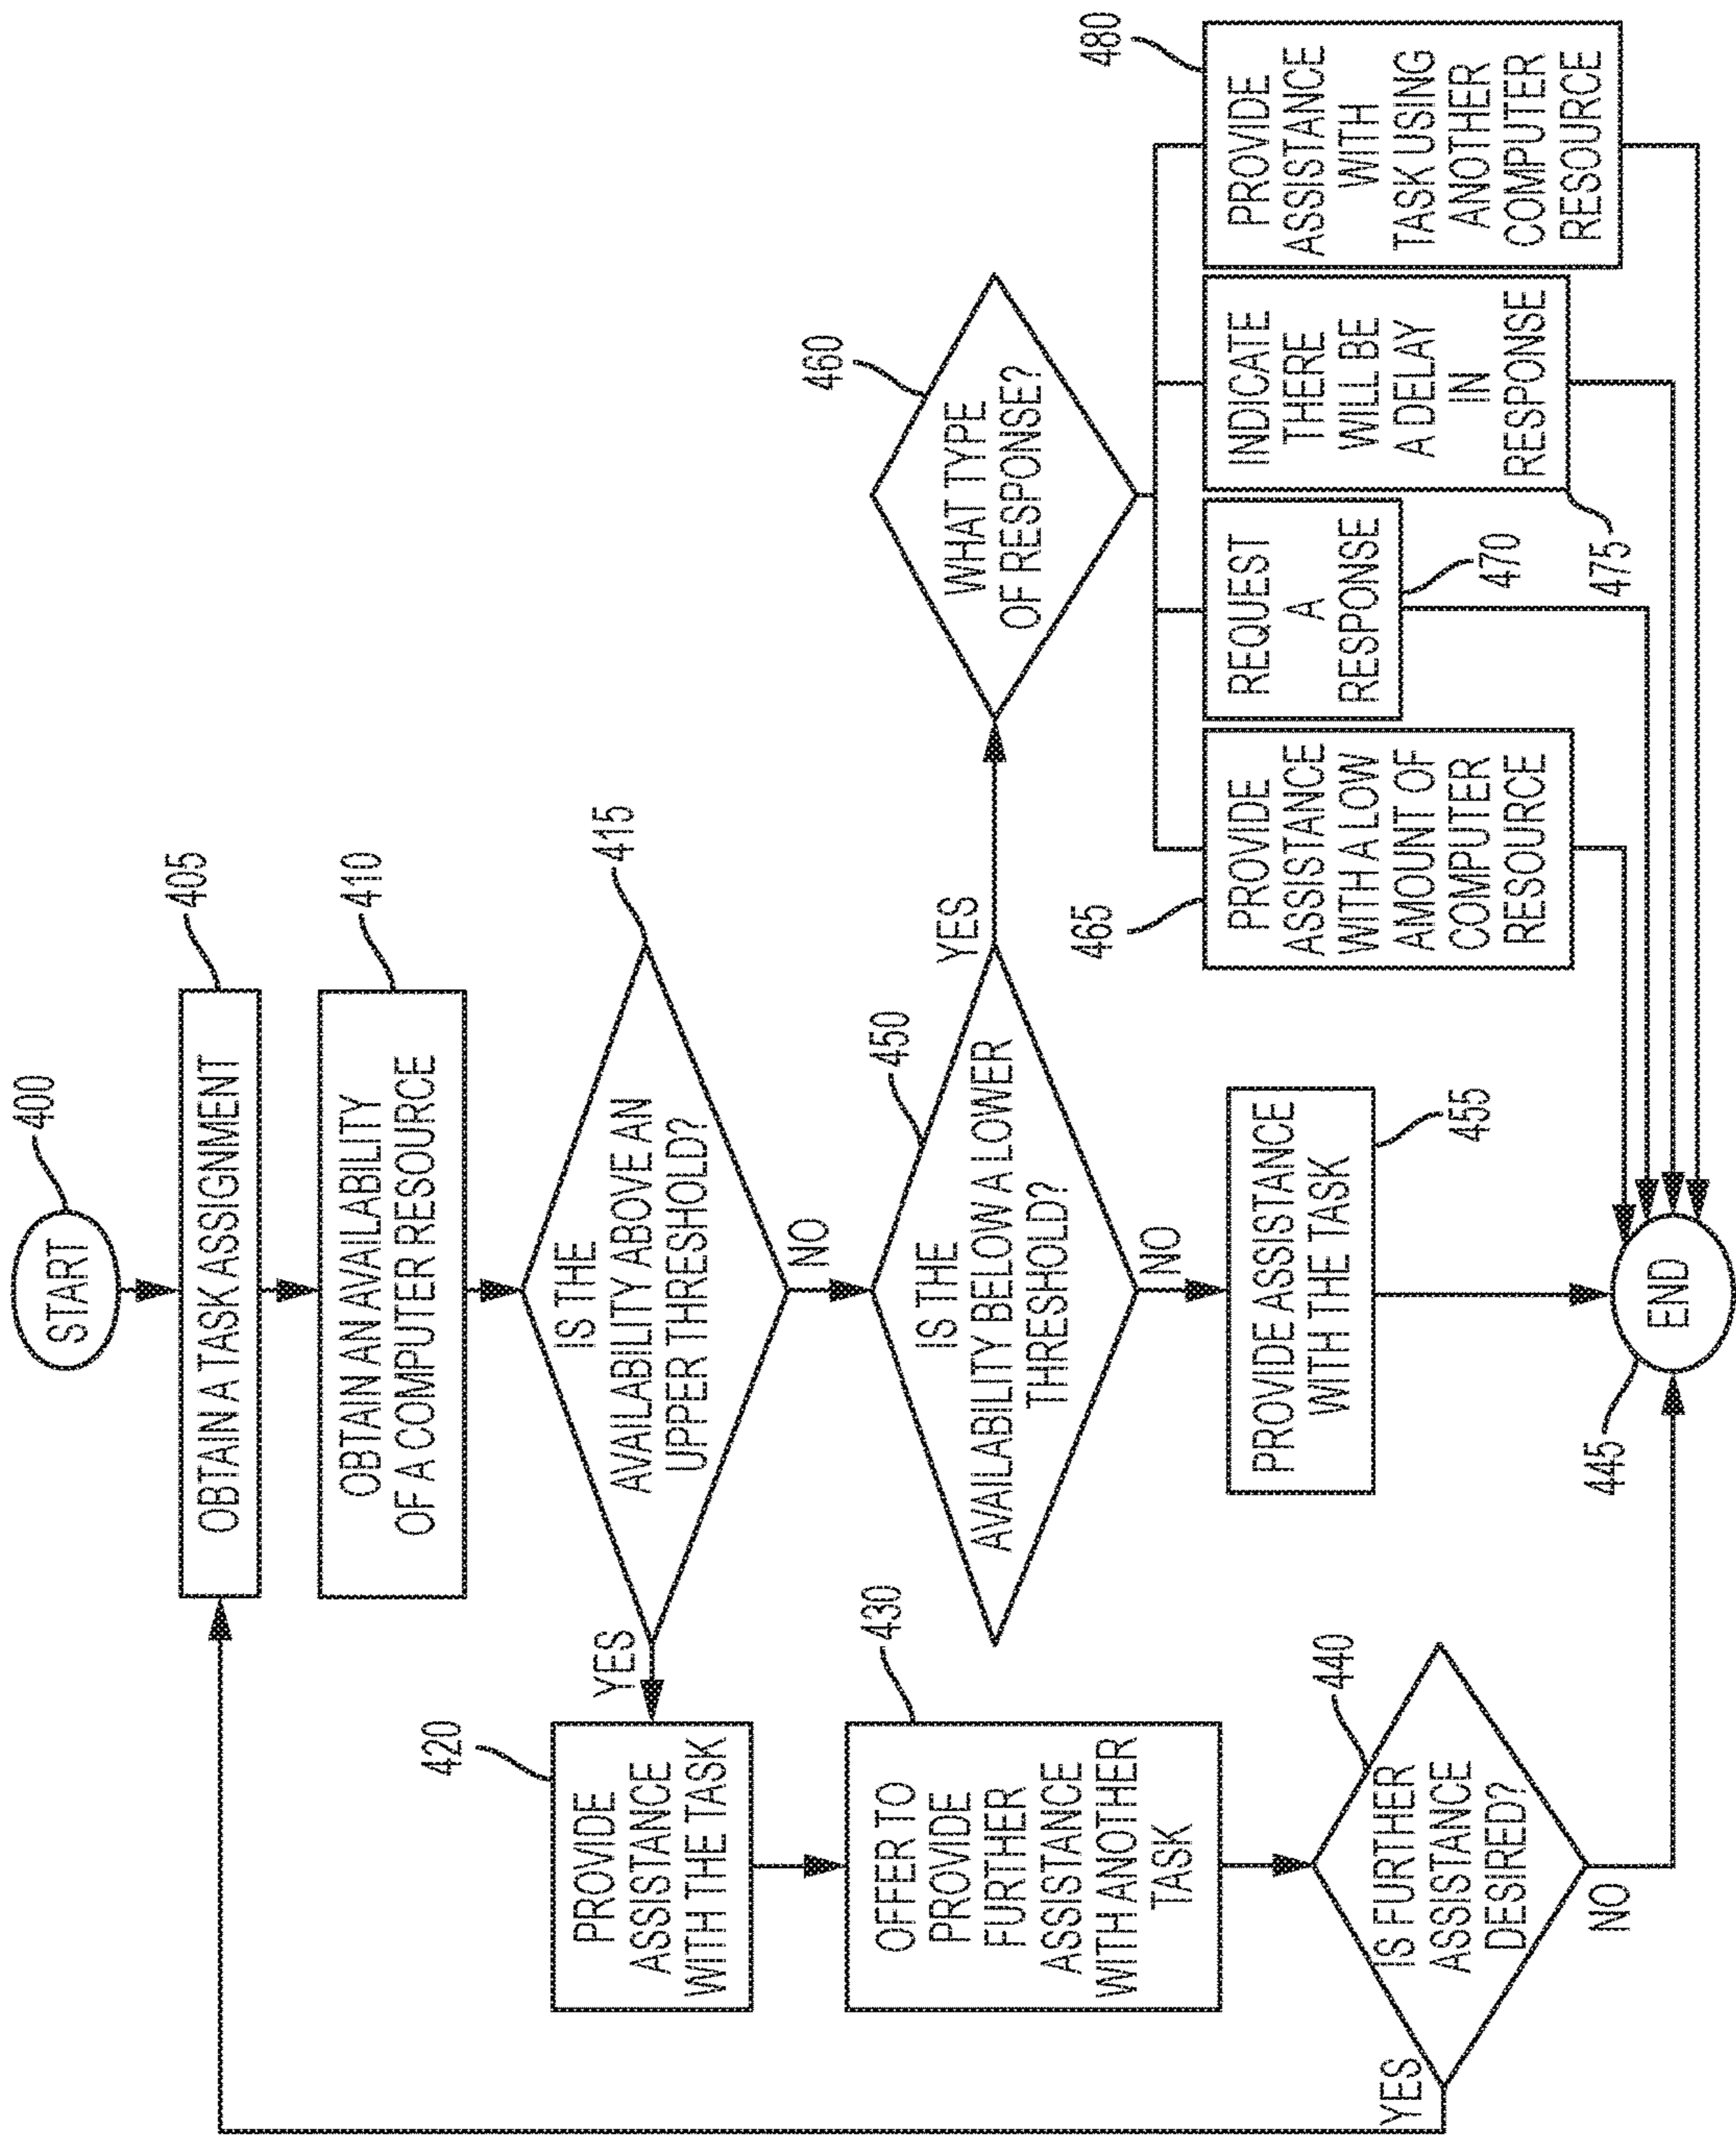 START
400
OBTAIN A TASK ASSIGNMENT
405
OBTAIN AN AVAILABILITY
OF A COMPUTER RESOURCE
410
IS THE
AVAILABILITY ABOVE AN
UPPER THRESHOLD?
415
YES
NO
420
PROVIDE
ASSISTANCE
WITH THE TASK
430
OFFER TO
PROVIDE
FURTHER
ASSISTANCE
WITH ANOTHER
TASK
440
IS FURTHER
ASSISTANCE
DESIRED?
YES
NO
450
IS THE
AVAILABILITY BELOW A LOWER
THRESHOLD?
YES
NO
PROVIDE ASSISTANCE
WITH THE TASK
455
460
WHAT TYPE
OF RESPONSE?
465
PROVIDE
ASSISTANCE
WITH A LOW
AMOUNT OF
COMPUTER
RESOURCE
REQUEST
A
RESPONSE
470
INDICATE
THERE
WILL BE
A DELAY
IN
RESPONSE
475
480
PROVIDE
ASSISTANCE
WITH
TASK USING
ANOTHER
COMPUTER
RESOURCE
445
END